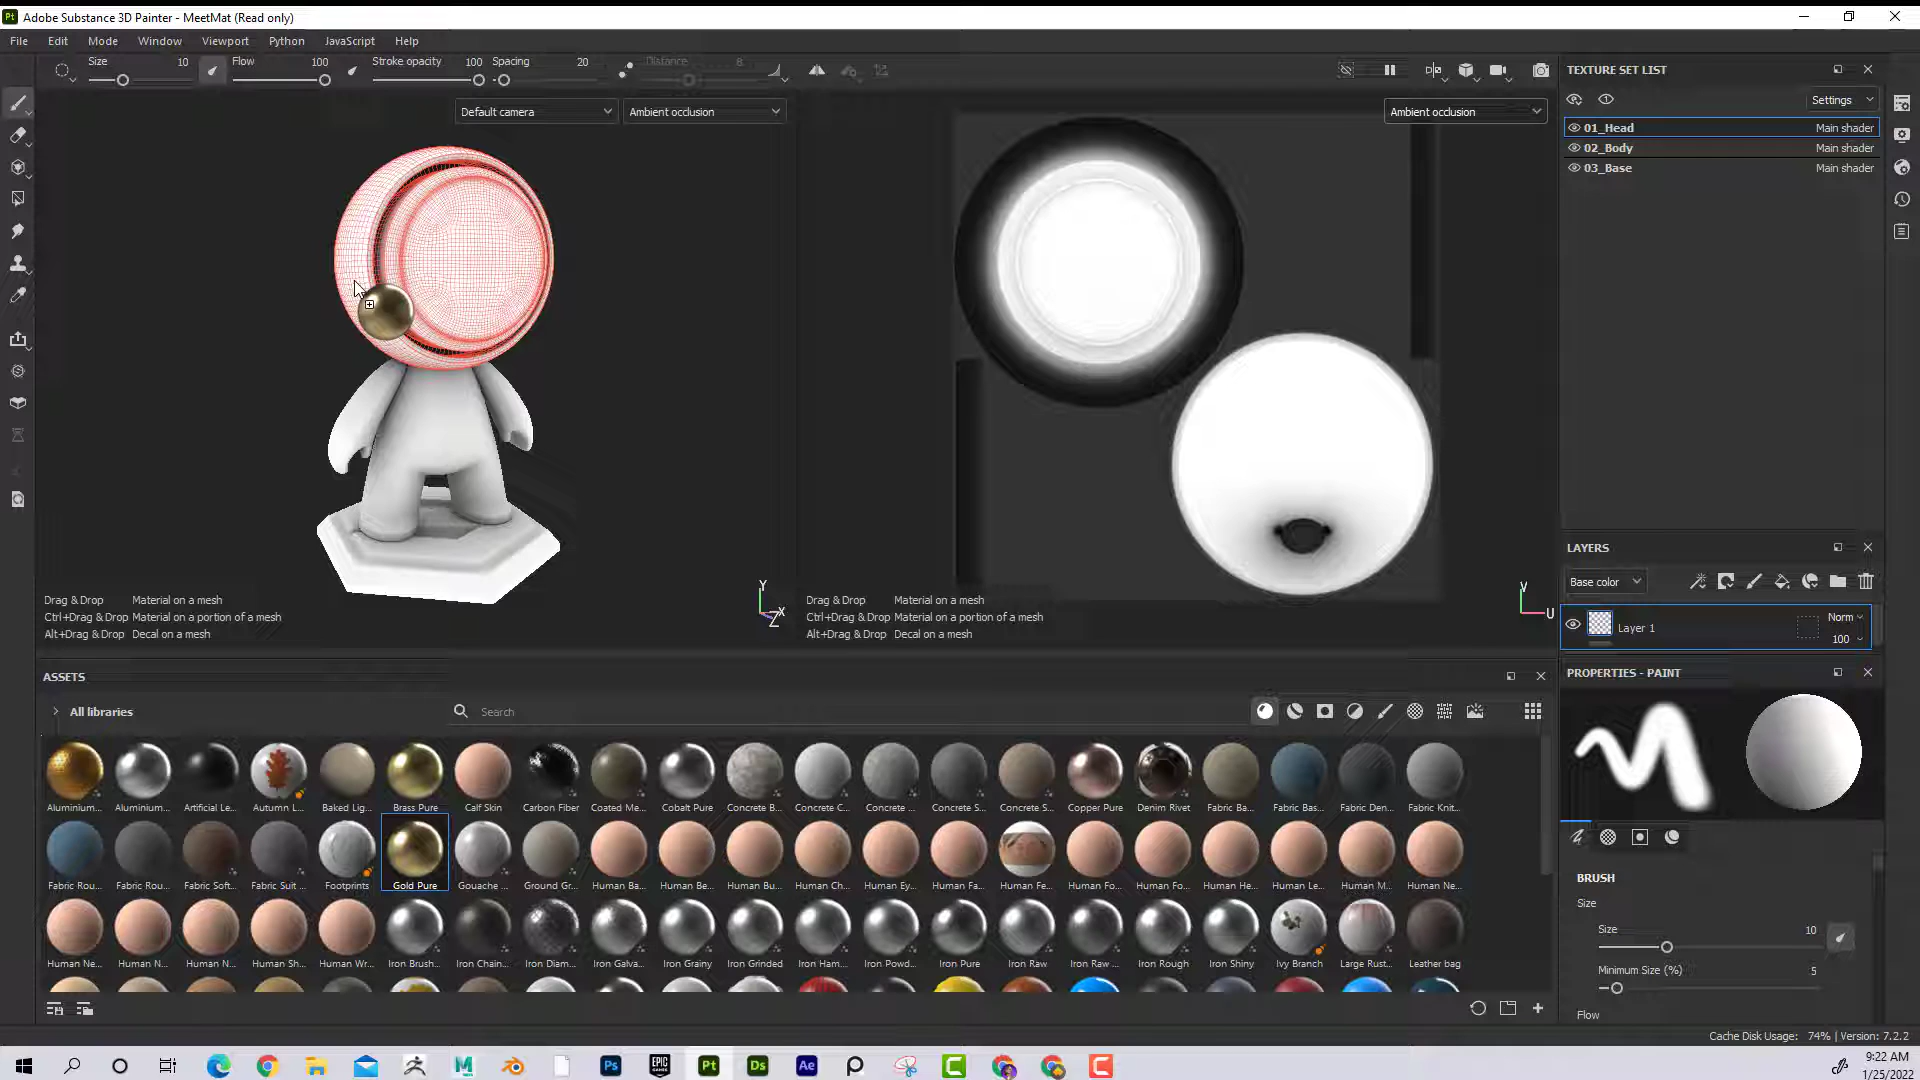 Pt Adobe Substance 3D Painter - MeetMat (Read only)
File Edit Mode Window Viewport Python JavaScript Help
Size 10 Flow 100 Stroke opacity 100 Spacing 20 Distance 8
Default camera Ambient occlusion Ambient occlusion
TEXTURE SET LIST
Settings
01_Head Main shader
02_Body Main shader
03_Base Main shader
Drag & Drop Material on a mesh
Ctrl+Drag & Drop Material on a portion of a mesh
Alt+Drag & Drop Decal on a mesh
Y
X
Z
Drag & Drop Material on a mesh
Ctrl+Drag & Drop Material on a portion of a mesh
Alt+Drag & Drop Decal on a mesh
V
U
LAYERS
Base color
Layer 1 Norm
100
PROPERTIES - PAINT
BRUSH
Size
Size 10
Minimum Size (%) 5
Flow
ASSETS
All libraries Search
Aluminium... Aluminium... Artificial Le... Autumn L... Baked Lig... Brass Pure Calf Skin Carbon Fiber Coated Me... Cobalt Pure Concrete B... Concrete C... Concrete ... Concrete S... Concrete S... Copper Pure Denim Rivet Fabric Ba... Fabric Bas... Fabric Den... Fabric Knit...
Fabric Rou... Fabric Rou... Fabric Soft... Fabric Suit ... Footprints Gold Pure Gouache ... Ground Gr... Human Ba... Human Be... Human Bu... Human Ch... Human Ey... Human Fa... Human Fe... Human Fo... Human Fo... Human He... Human Le... Human M... Human Ne...
Human Ne... Human N... Human N... Human Sh... Human Wr... Iron Brush... Iron Chain... Iron Diam... Iron Galva... Iron Grainy Iron Grinded Iron Ham... Iron Powd... Iron Pure Iron Raw Iron Raw ... Iron Rough Iron Shiny Ivy Branch Large Rust... Leather bag
Cache Disk Usage: 74% | Version: 7.2.2
Ps EPIC GAMES Pt Ds Ae
9:22 AM
1/25/2022